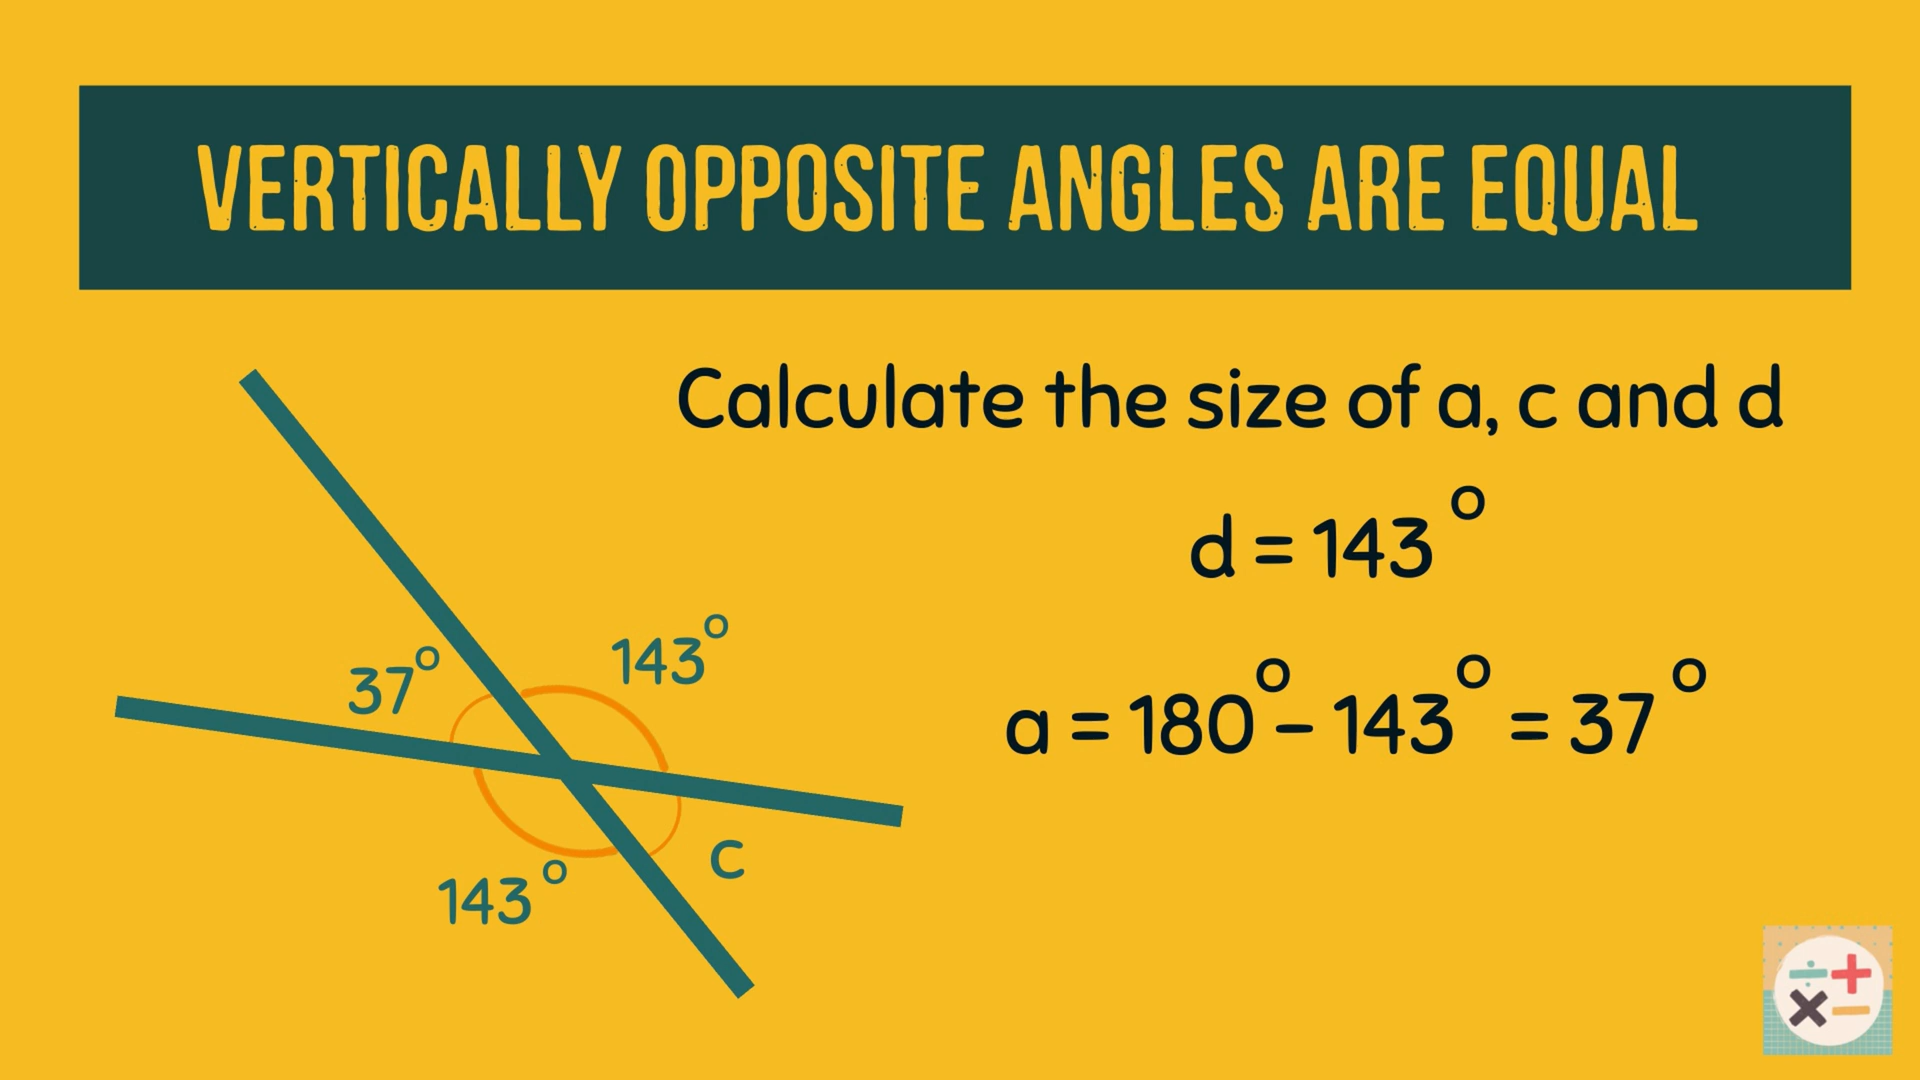 VERTICALLY OPPOSITE ANGLES ARE EQUAL
Calculate the size of a, c and d
d = 143°
a = 180° - 143° = 37°
37°
143°
143°
c